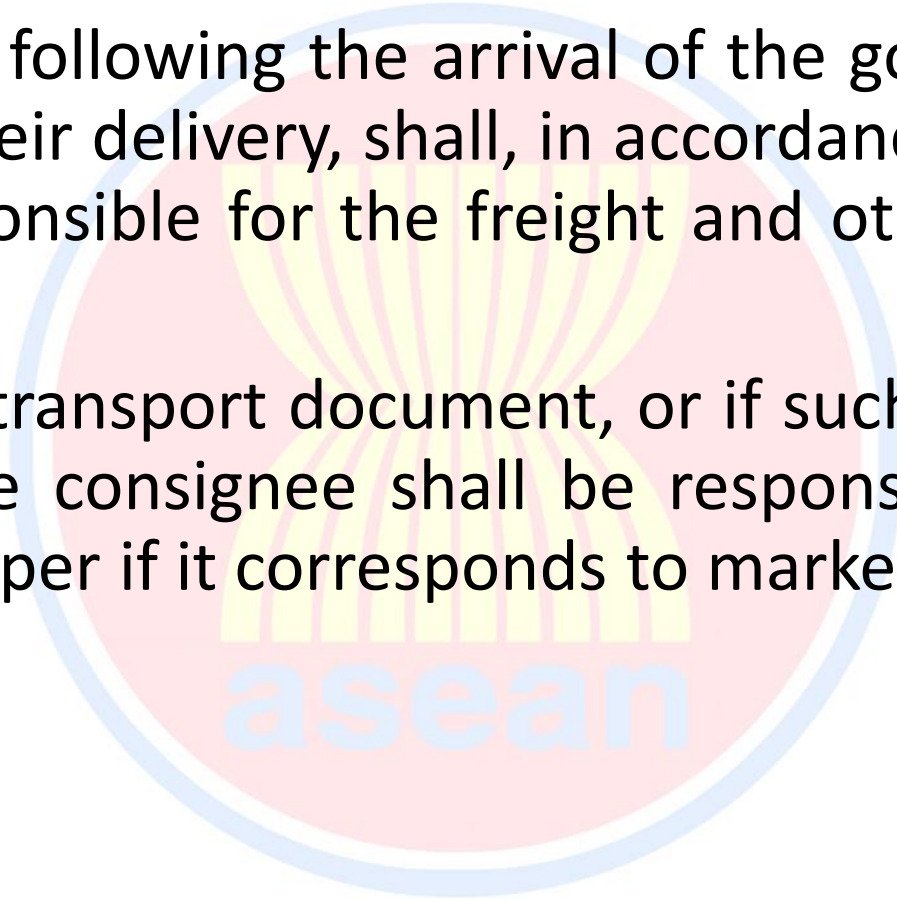 following the arrival of the go
eir delivery, shall, in accordanc
onsible for the freight and ot
transport document, or if such
e consignee shall be respons
per if it corresponds to marke
asean